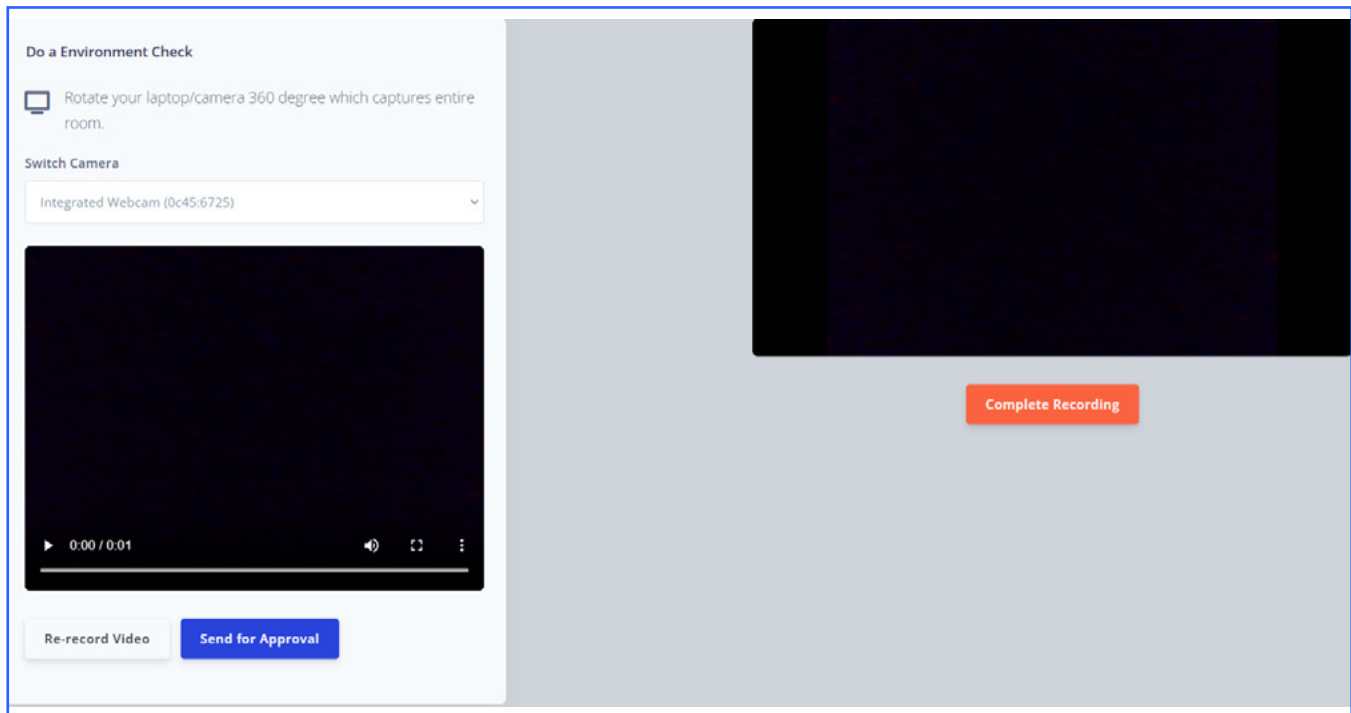 Do a Environment Check
Rotate your laptop/camera 360 degree which captures entire
room.
Switch Camera
Integrated Webcam (0c45:6725)
0:00 / 0:01
Re-record Video
Send for Approval
Complete Recording